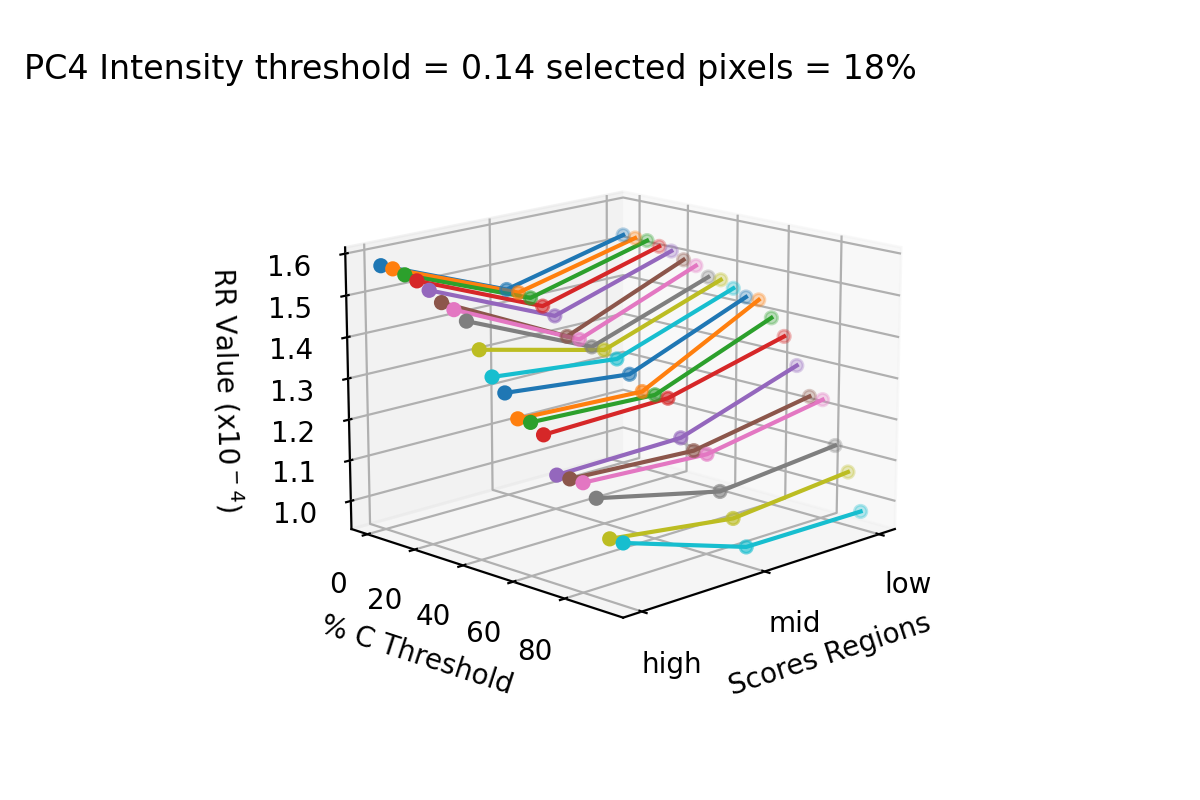 PC4 Intensity threshold = 0.14 selected pixels = 18%
RR Value (x10⁻⁴)
1.6
1.5
1.4
1.3
1.2
1.1
1.0
0
20
40
60
80
% C Threshold
high
mid
low
Scores Regions